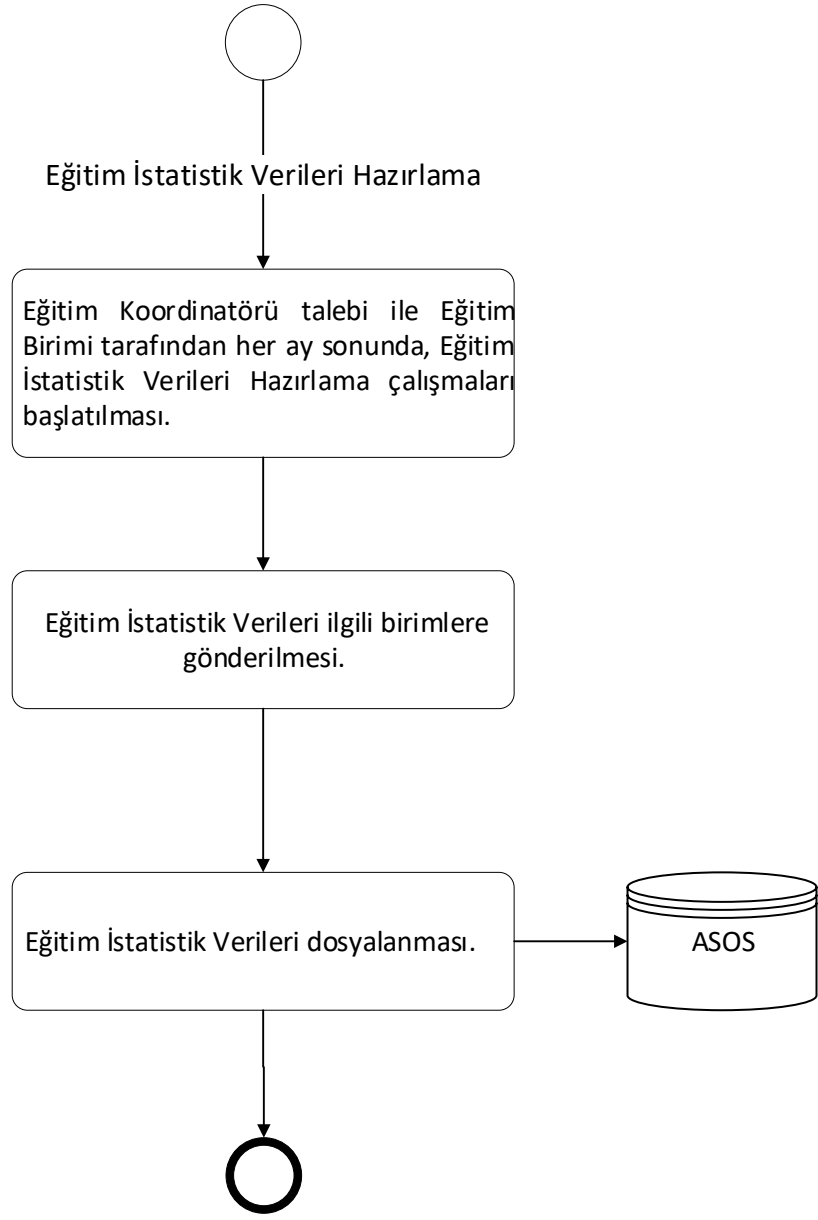 Eğitim İstatistik Verileri Hazırlama
Eğitim Koordinatörü talebi ile Eğitim
Birimi tarafından her ay sonunda, Eğitim
İstatistik Verileri Hazırlama çalışmaları
başlatılması.
Eğitim İstatistik Verileri ilgili birimlere
gönderilmesi.
Eğitim İstatistik Verileri dosyalanması.
ASOS